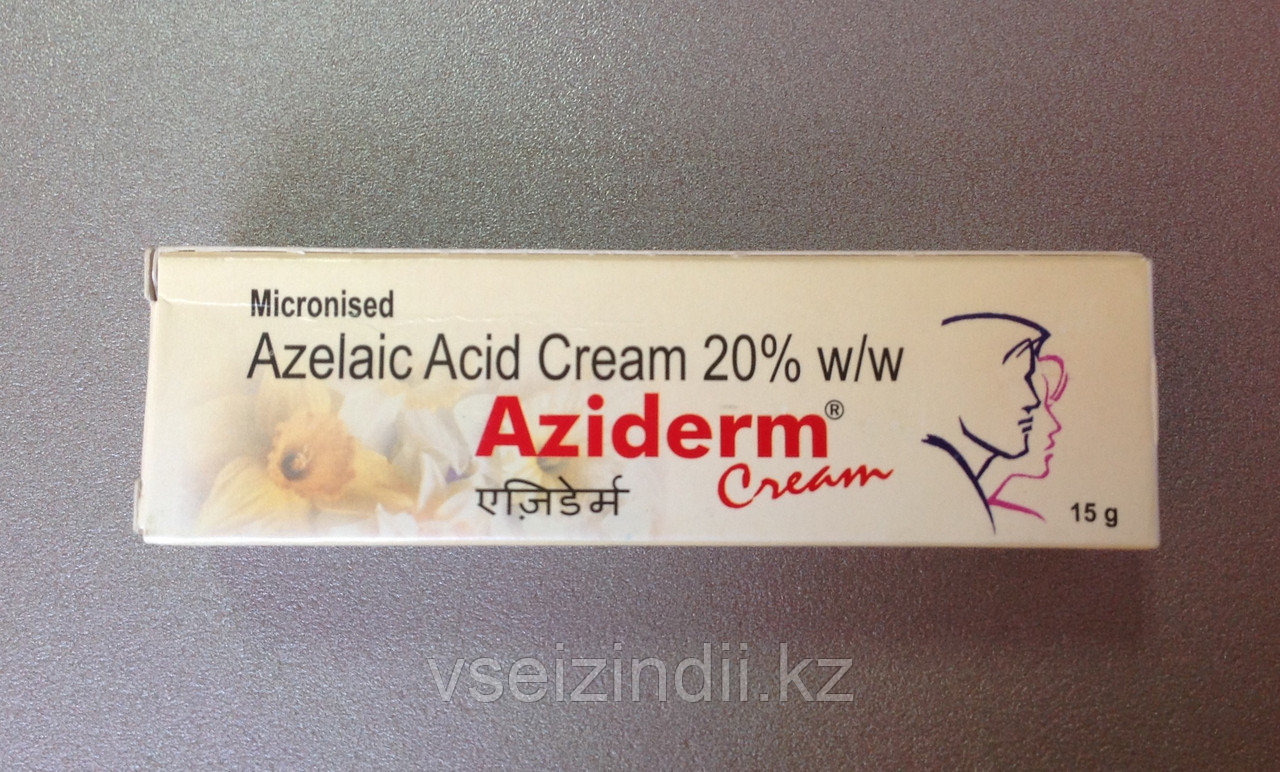 Micronised
Azelaic Acid Cream 20% w/w
Aziderm®
Cream
एज़िडेर्म
15 g
vseizindii.kz